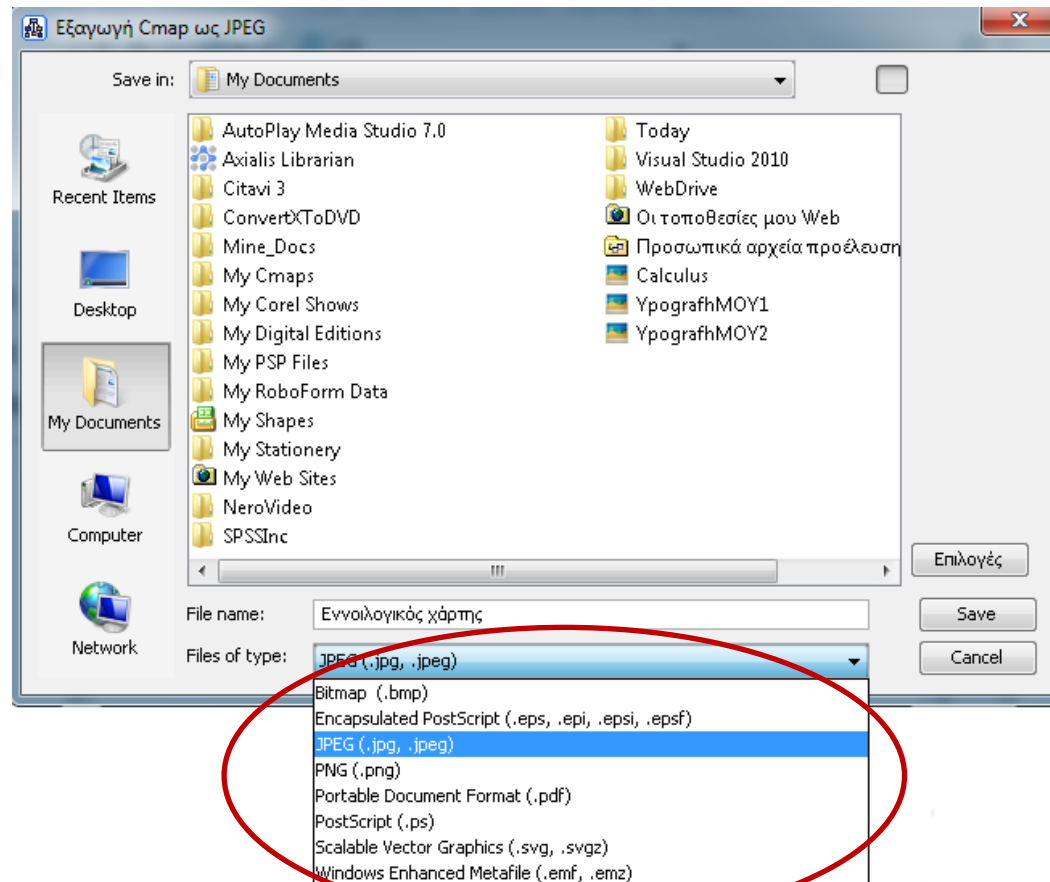 Εξαγωγή Cmap ως JPEG
Save in:
My Documents
Recent Items
Desktop
My Documents
Computer
Network
AutoPlay Media Studio 7.0
Axialis Librarian
Citavi 3
ConvertXToDVD
Mine_Docs
My Cmaps
My Corel Shows
My Digital Editions
My PSP Files
My RoboForm Data
My Shapes
My Stationery
My Web Sites
NeroVideo
SPSSInc
Today
Visual Studio 2010
WebDrive
Οι τοποθεσίες μου Web
Προσωπικά αρχεία προέλευση
Calculus
YpografhMOY1
YpografhMOY2
Επιλογές
File name:
Εννοιλογικός χάρτης
Save
Files of type:
JPEG (.jpg, .jpeg)
Cancel
Bitmap (.bmp)
Encapsulated PostScript (.eps, .epi, .epsi, .epsf)
JPEG (.jpg, .jpeg)
PNG (.png)
Portable Document Format (.pdf)
PostScript (.ps)
Scalable Vector Graphics (.svg, .svgz)
Windows Enhanced Metafile (.emf, .emz)